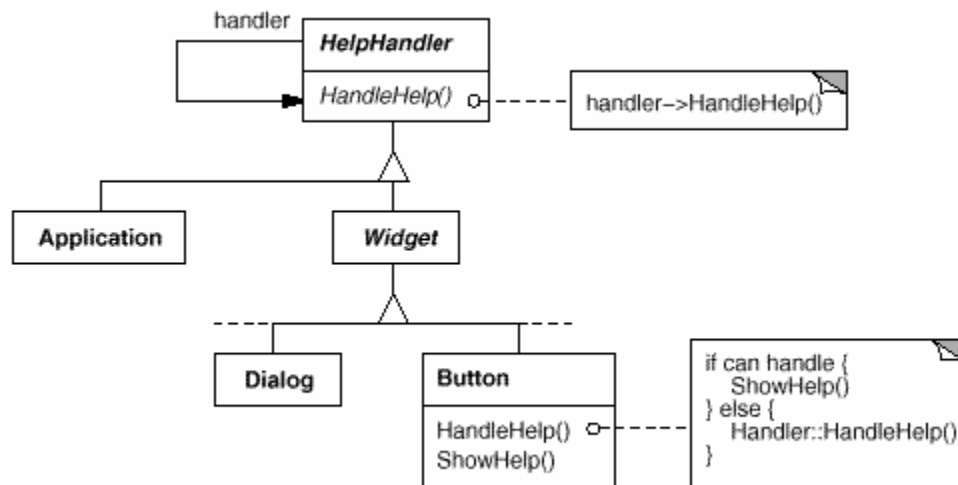 handler
HelpHandler
HandleHelp()
handler->HandleHelp()
Application
Widget
Dialog
Button
HandleHelp()
ShowHelp()
if can handle {
ShowHelp()
} else {
Handler::HandleHelp()
}